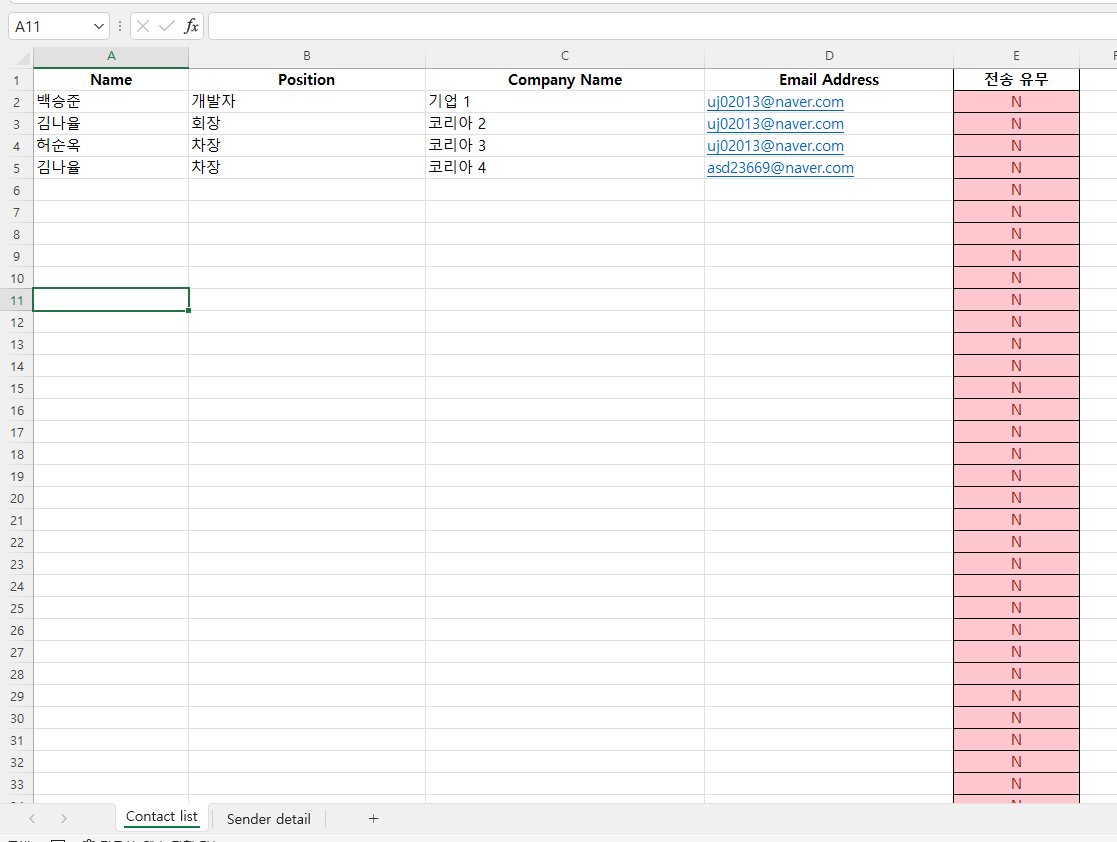 A11 fx
A B C D E
1 Name Position Company Name Email Address 전송 유무
2 백승준 개발자 기업 1 uj02013@naver.com N
3 김나율 회장 코리아 2 uj02013@naver.com N
4 허순옥 차장 코리아 3 uj02013@naver.com N
5 김나율 차장 코리아 4 asd23669@naver.com N
6 N
7 N
8 N
9 N
10 N
11 N
12 N
13 N
14 N
15 N
16 N
17 N
18 N
19 N
20 N
21 N
22 N
23 N
24 N
25 N
26 N
27 N
28 N
29 N
30 N
31 N
32 N
33 N
Contact list Sender detail +